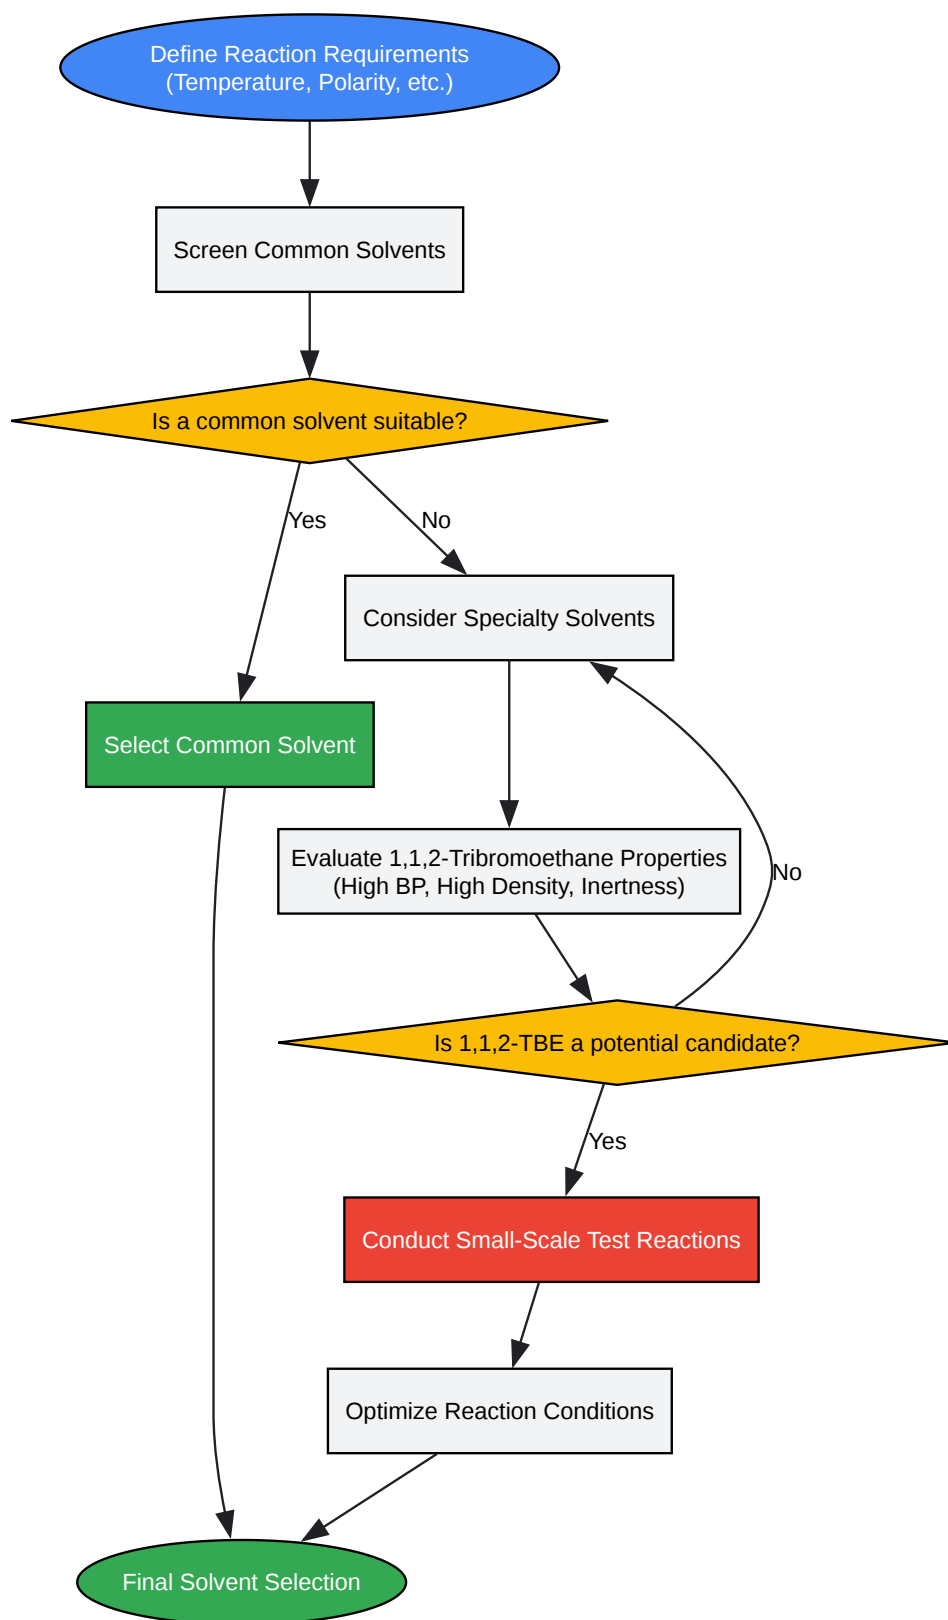 Define Reaction Requirements
(Temperature, Polarity, etc.)
Screen Common Solvents
Is a common solvent suitable?
Yes
No
Consider Specialty Solvents
Select Common Solvent
Evaluate 1,1,2-Tribromoethane Properties
(High BP, High Density, Inertness)
No
Is 1,1,2-TBE a potential candidate?
Yes
Conduct Small-Scale Test Reactions
Optimize Reaction Conditions
Final Solvent Selection